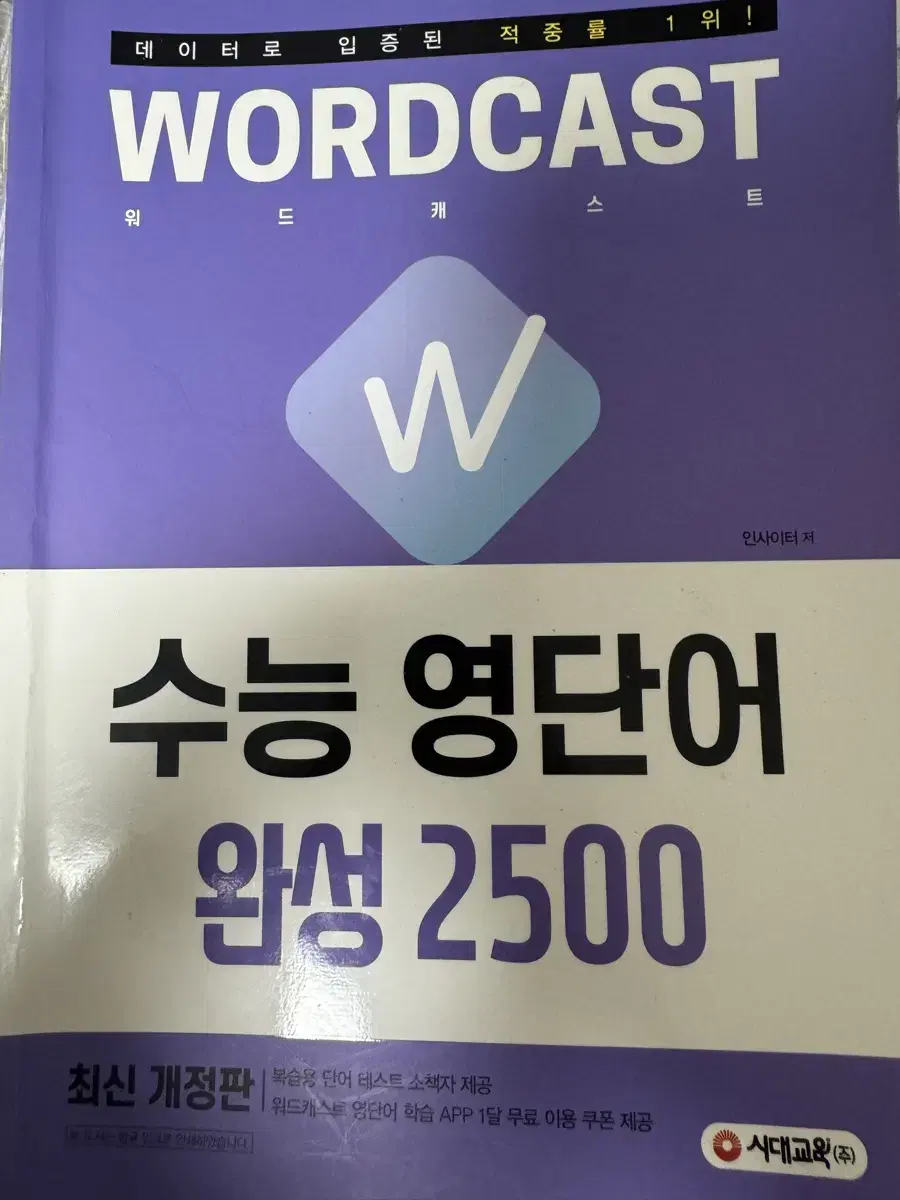 데이터로 입증된 적중률 1위!
WORDCAST
워드캐스트
W
인사이터 저
수능 영단어
완성 2500
최신 개정판
복습용 단어 테스트 소책자 제공
워드캐스트 영단어 학습 APP 1달 무료 이용 쿠폰 제공
시대교육(주)